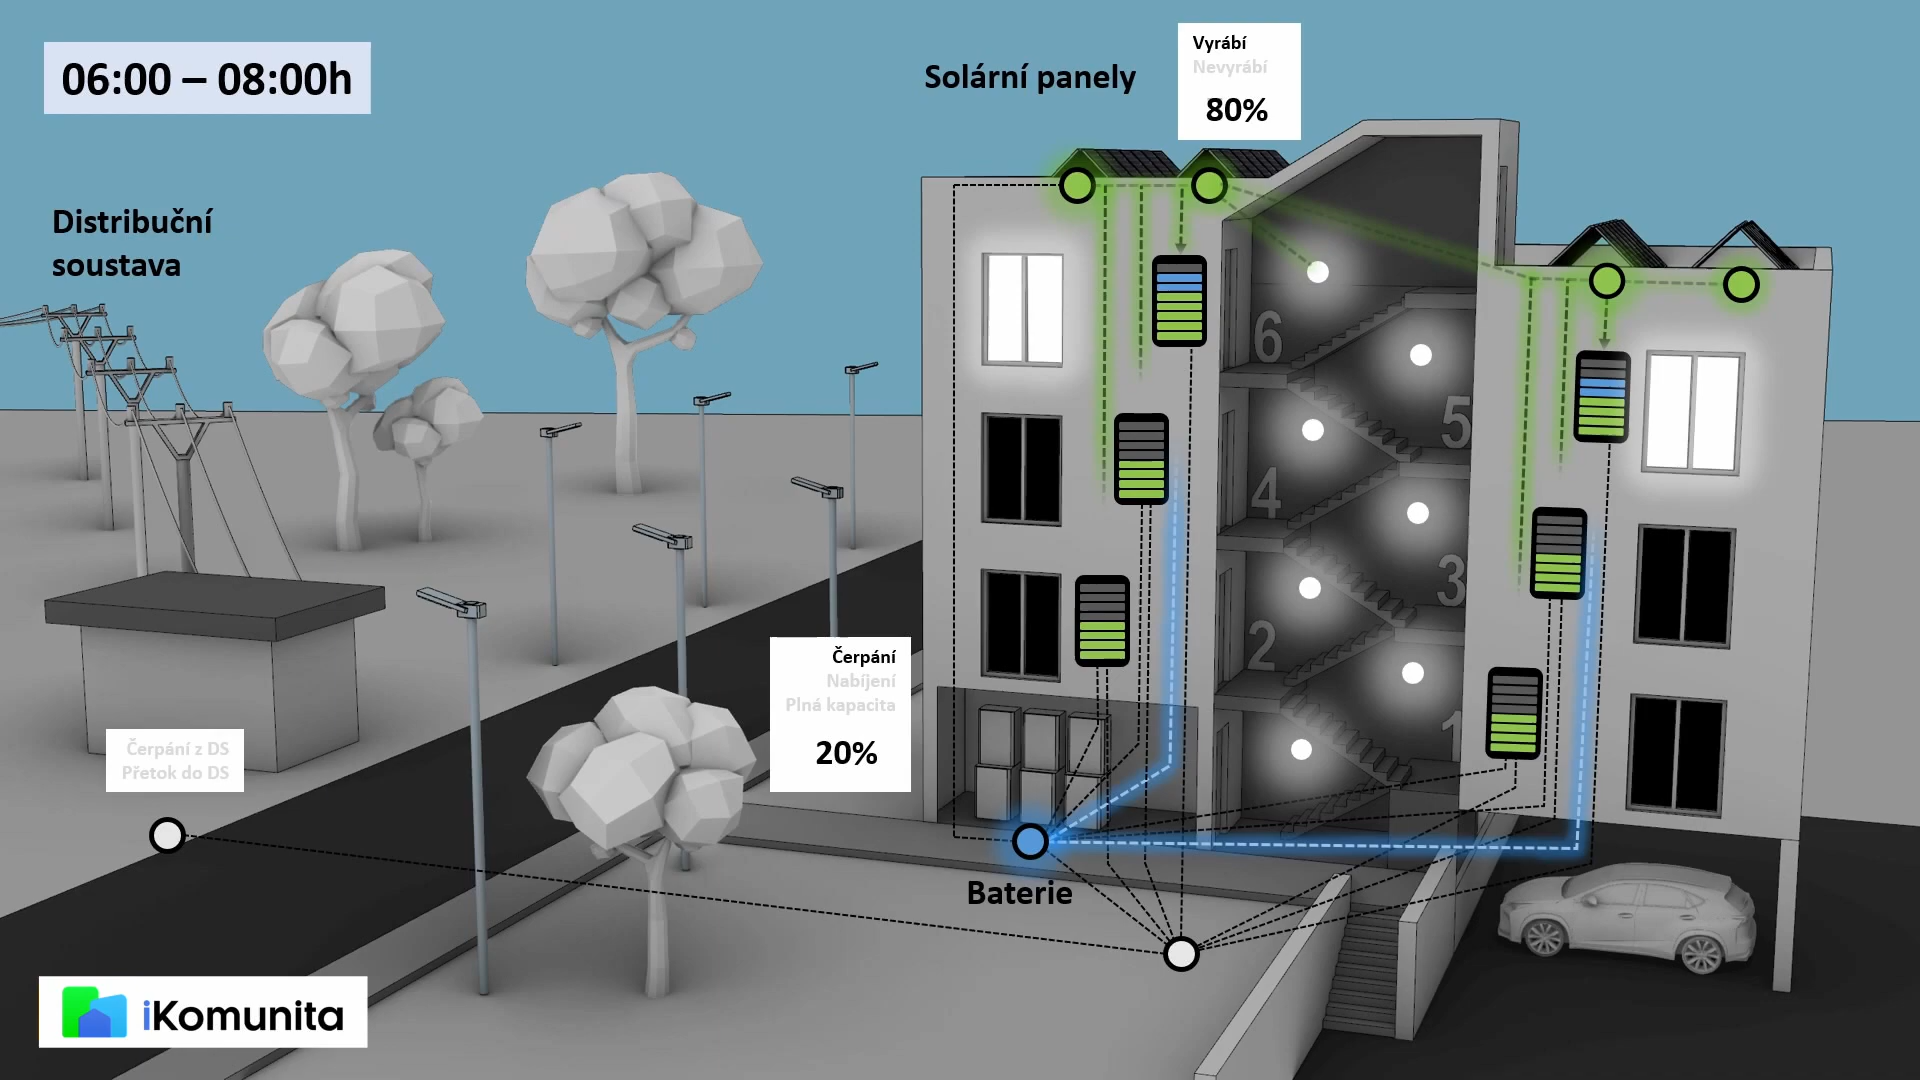 06:00 – 08:00h
Solární panely
Vyrábí
Nevyrábí
80%
Distribuční
soustava
6
5
4
3
2
1
Čerpání
Nabíjení
Plná kapacita
20%
Čerpání z DS
Přetok do DS
Baterie
iKomunita